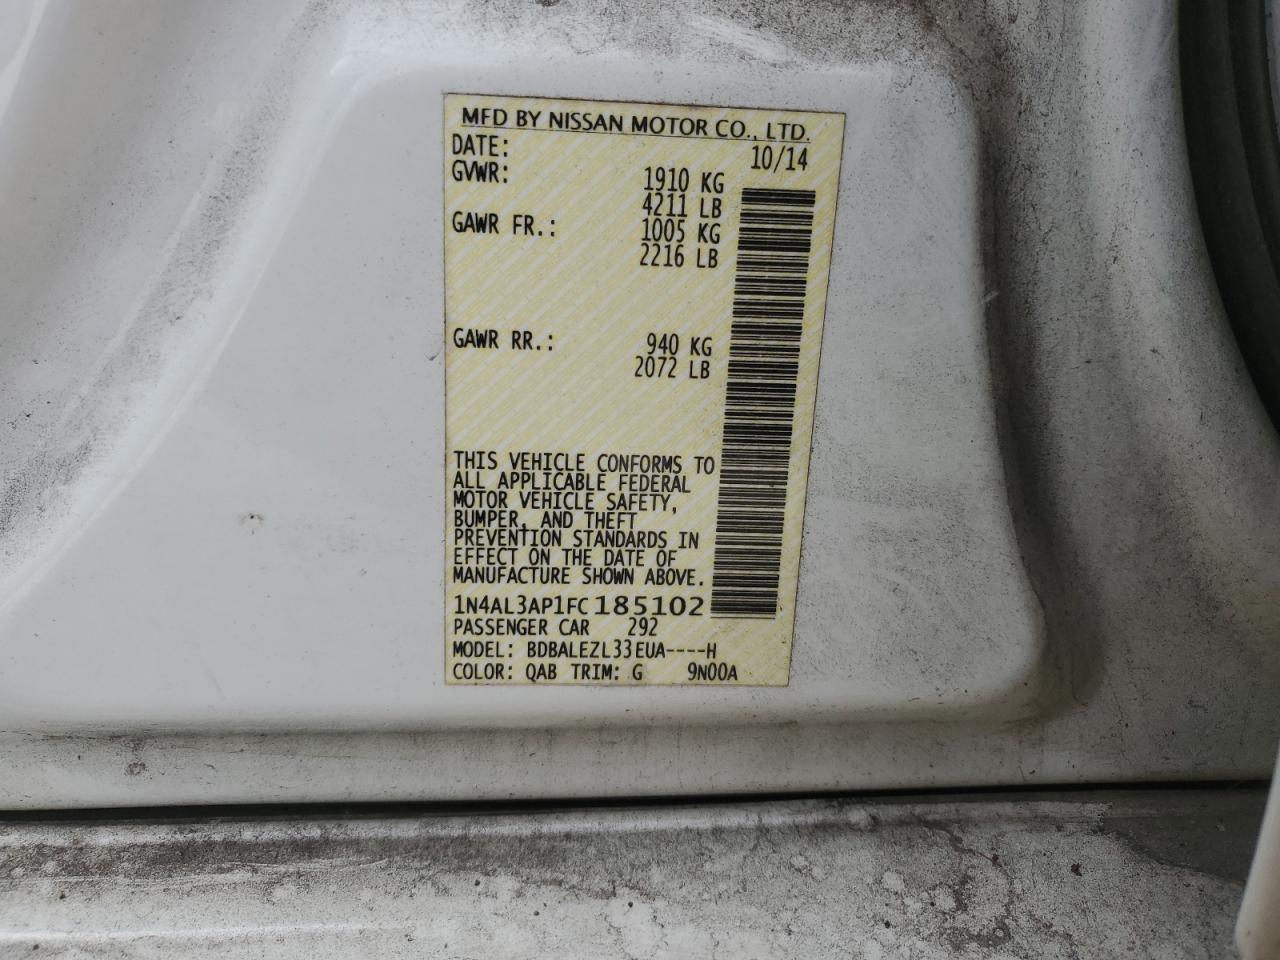 MFD BY NISSAN MOTOR CO., LTD.
DATE: 10/14
GVWR: 1910 KG
4211 LB
GAWR FR.: 1005 KG
2216 LB
GAWR RR.: 940 KG
2072 LB
THIS VEHICLE CONFORMS TO
ALL APPLICABLE FEDERAL
MOTOR VEHICLE SAFETY,
BUMPER, AND THEFT
PREVENTION STANDARDS IN
EFFECT ON THE DATE OF
MANUFACTURE SHOWN ABOVE.
1N4AL3AP1FC185102
PASSENGER CAR 292
MODEL: BDBALEZL33EUA----H
COLOR: QAB TRIM: G 9N00A